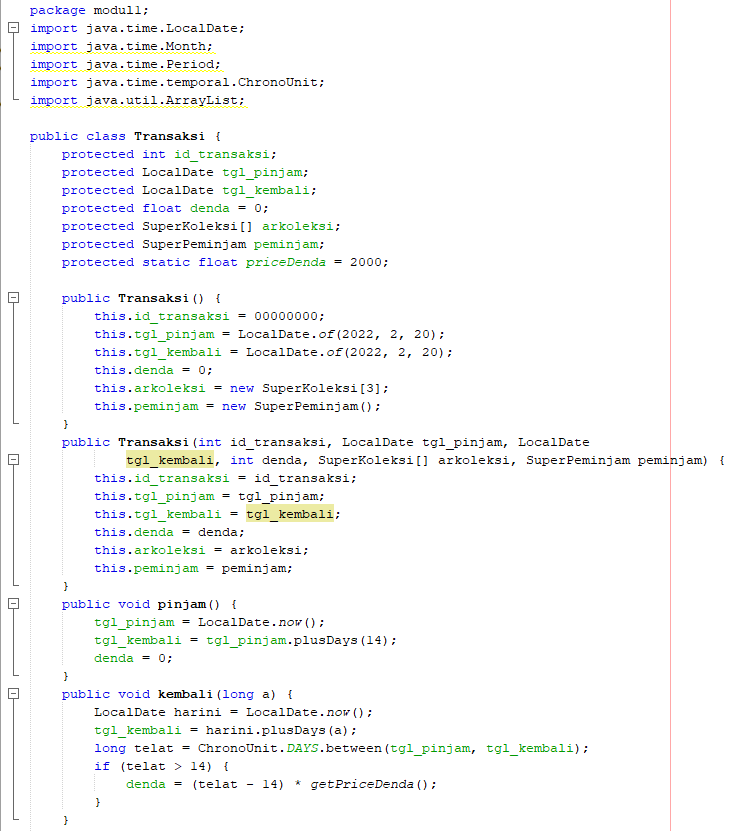 package modul1;
import java.time.LocalDate;
import java.time.Month;
import java.time.Period;
import java.time.temporal.ChronoUnit;
import java.util.ArrayList;
public class Transaksi {
protected int id_transaksi;
protected LocalDate tgl_pinjam;
protected LocalDate tgl_kembali;
protected float denda = 0;
protected SuperKoleksi[] arkoleksi;
protected SuperPeminjam peminjam;
protected static float priceDenda = 2000;
public Transaksi() {
this.id_transaksi = 00000000;
this.tgl_pinjam = LocalDate.of(2022, 2, 20);
this.tgl_kembali = LocalDate.of(2022, 2, 20);
this.denda = 0;
this.arkoleksi = new SuperKoleksi[3];
this.peminjam = new SuperPeminjam();
}
public Transaksi(int id_transaksi, LocalDate tgl_pinjam, LocalDate
tgl_kembali, int denda, SuperKoleksi[] arkoleksi, SuperPeminjam peminjam) {
this.id_transaksi = id_transaksi;
this.tgl_pinjam = tgl_pinjam;
this.tgl_kembali = tgl_kembali;
this.denda = denda;
this.arkoleksi = arkoleksi;
this.peminjam = peminjam;
}
public void pinjam() {
tgl_pinjam = LocalDate.now();
tgl_kembali = tgl_pinjam.plusDays(14);
denda = 0;
}
public void kembali(long a) {
LocalDate harini = LocalDate.now();
tgl_kembali = harini.plusDays(a);
long telat = ChronoUnit.DAYS.between(tgl_pinjam, tgl_kembali);
if (telat > 14) {
denda = (telat - 14) * getPriceDenda();
}
}